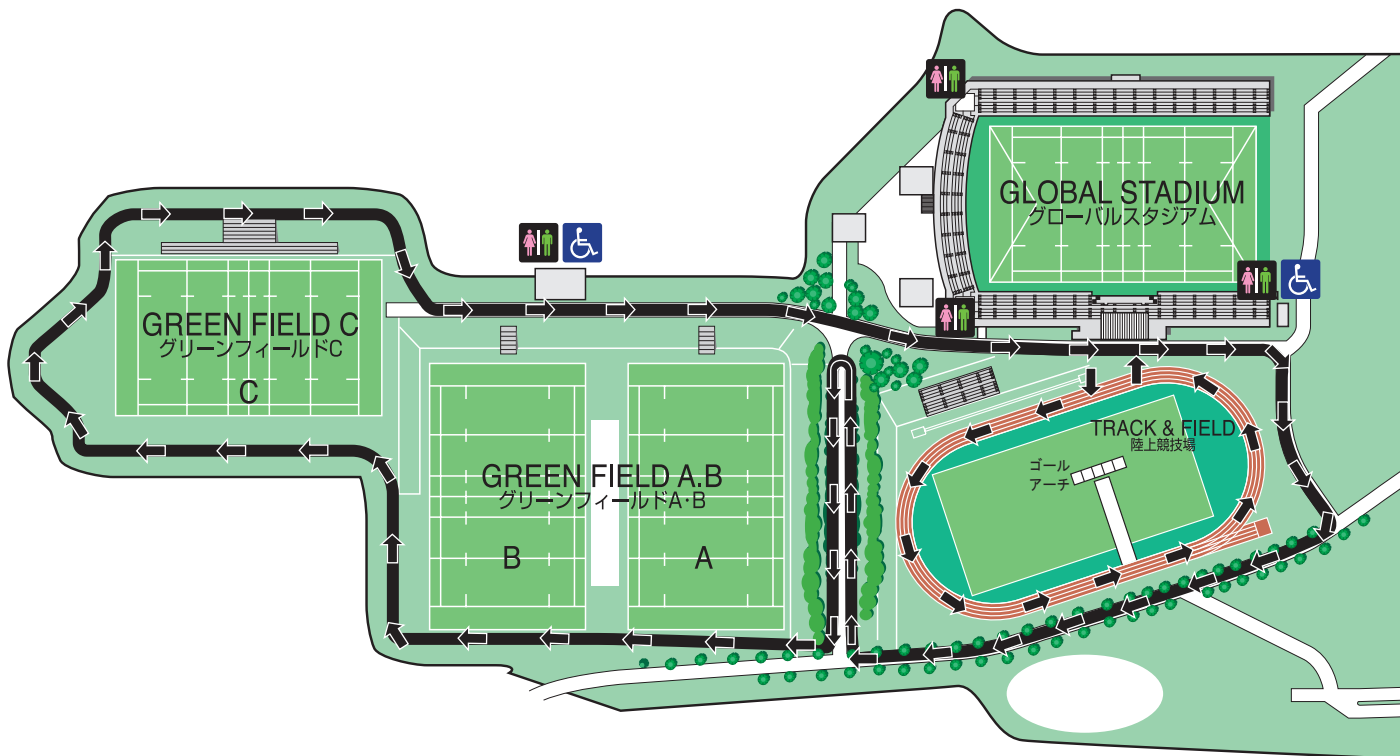 GLOBAL STADIUM
グローバルスタジアム
GREEN FIELD C
グリーンフィールドC
C
TRACK & FIELD
陸上競技場
ゴール
アーチ
GREEN FIELD A.B
グリーンフィールドA・B
B
A